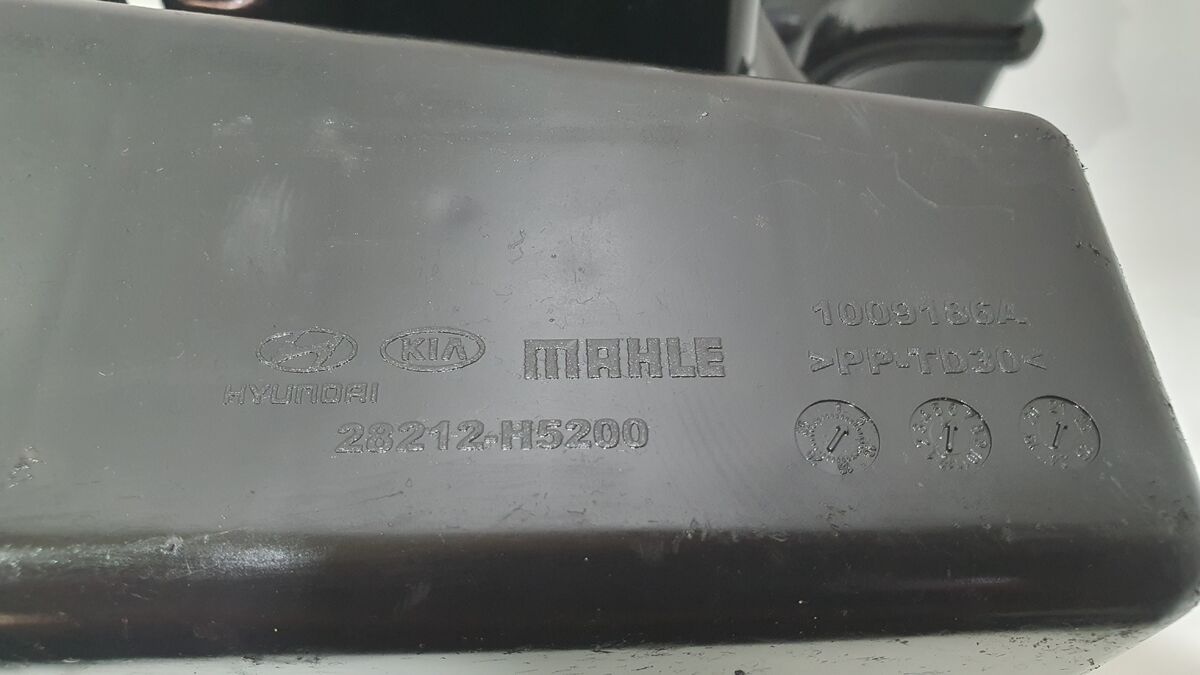 HYUNDAI
KIA
MAHLE
28212-H5200
1009186A
>PP-TD30<